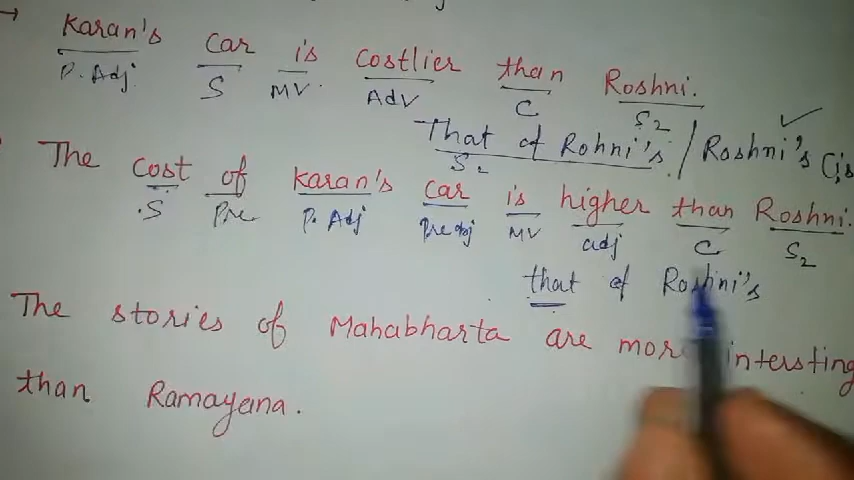 → Karan's car is costlier than Roshni.
P. Adj S MV. Adv C S2
That of Rohni's. / Roshni's C's
S2
The cost of Karan's car is higher than Roshni.
.S Pre P. Adj Pre obj MV adj C S2
that of Roshni's
The stories of Mahabharta are more intersting
than Ramayana.